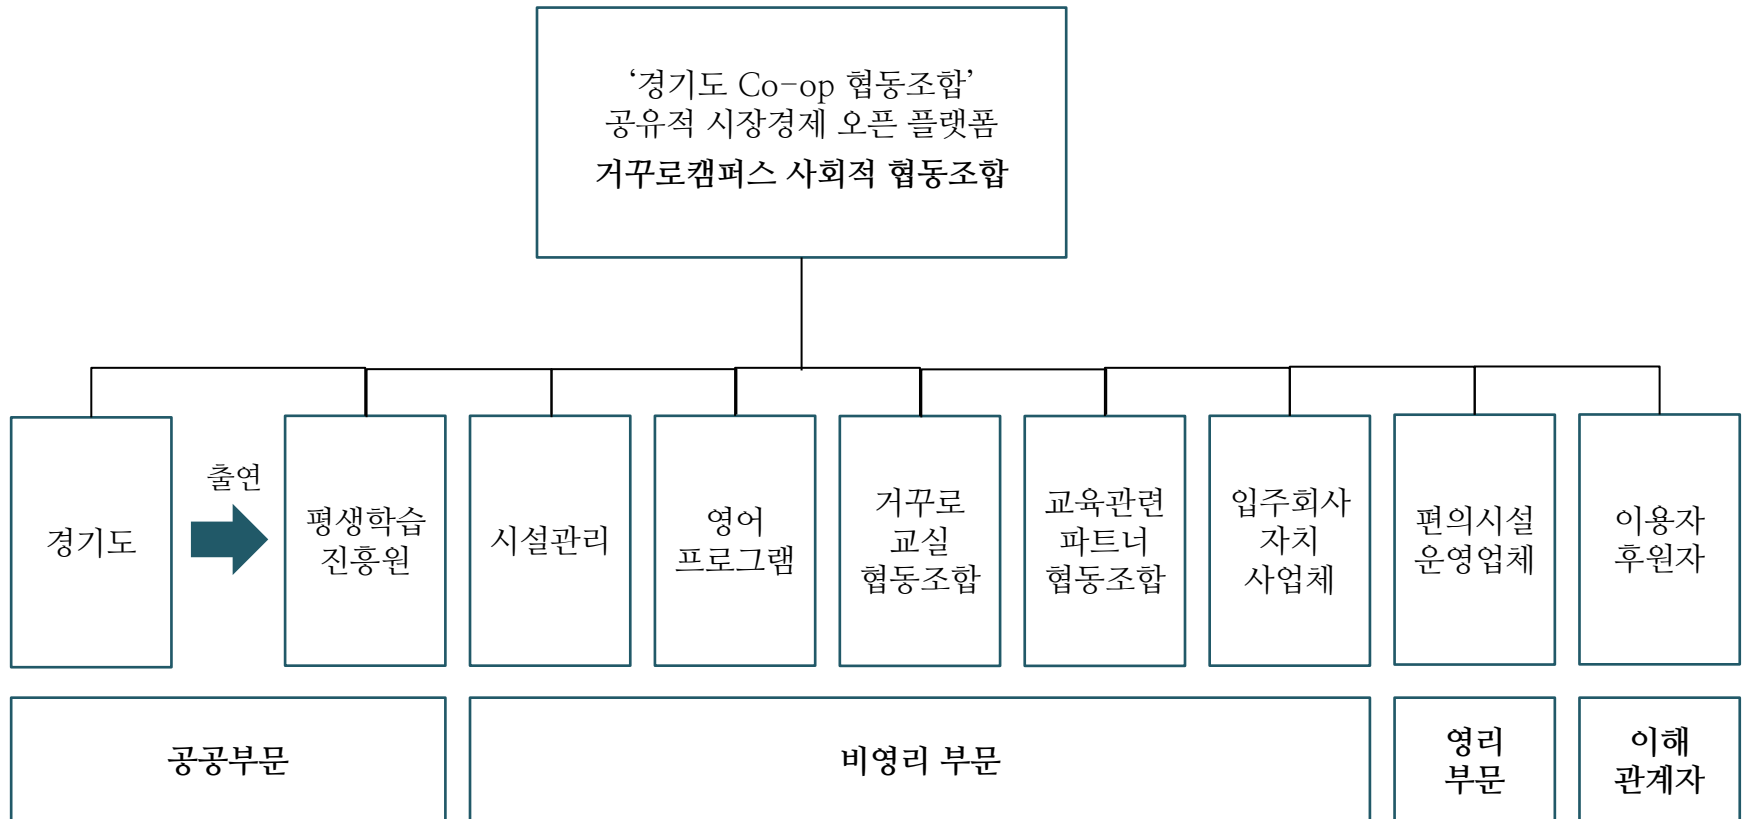 ‘경기도 Co-op 협동조합’
공유적 시장경제 오픈 플랫폼
거꾸로캠퍼스 사회적 협동조합
경기도
출연
평생학습
진흥원
시설관리
영어
프로그램
거꾸로
교실
협동조합
교육관련
파트너
협동조합
입주회사
자치
사업체
편의시설
운영업체
이용자
후원자
공공부문
비영리 부문
영리
부문
이해
관계자